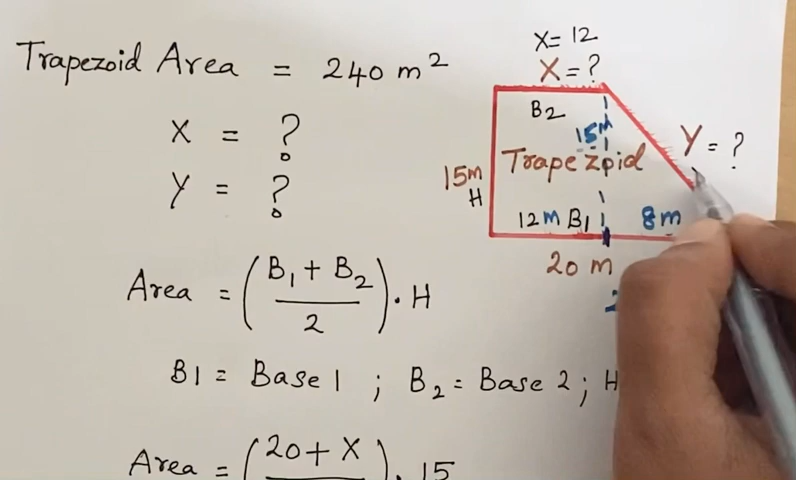 Trapezoid Area = 240 m²
X = ?
Y = ?
X = 12
X = ?
B2
15m
Trapezoid
Y = ?
15m
H
12m B1
8m
20 m
Area = (B1 + B2 / 2) . H
B1 = Base 1 ; B2 = Base 2 ; H
Area = (20 + X) . 15